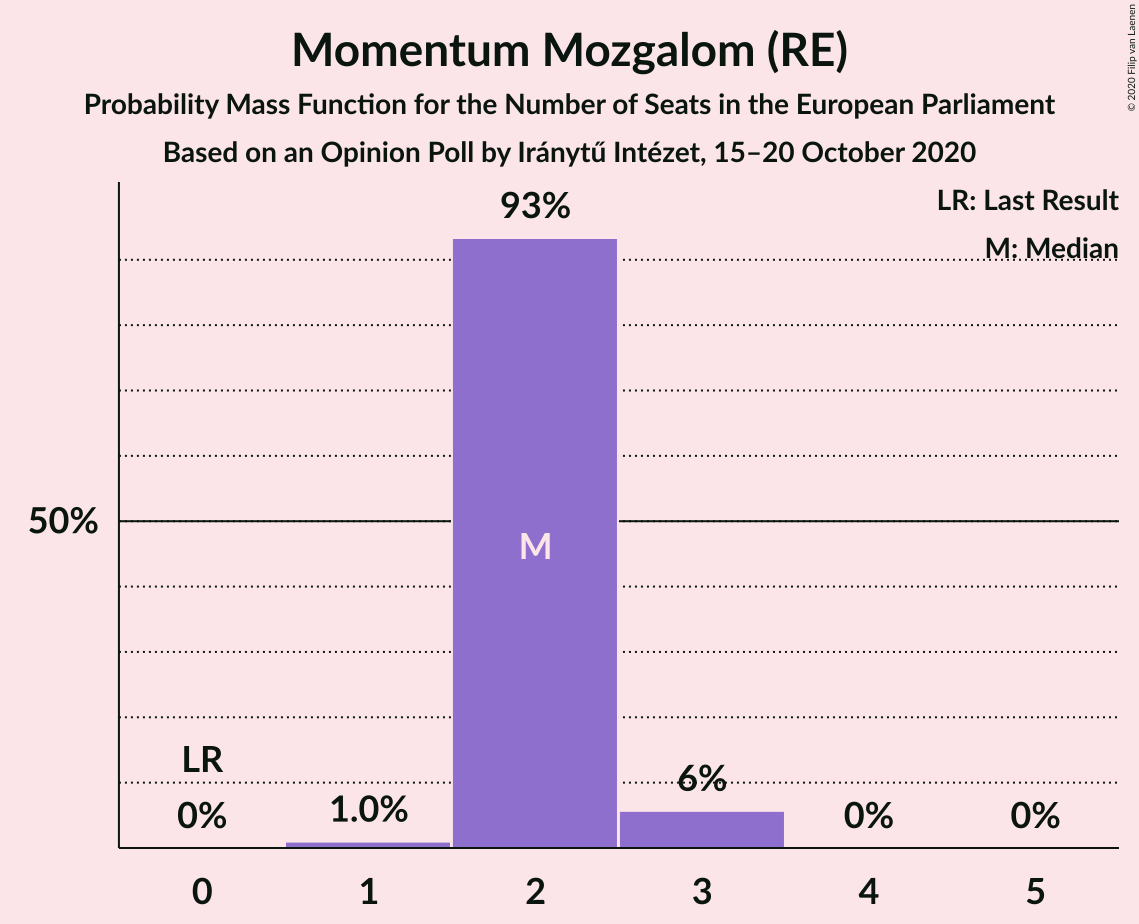 Momentum Mozgalom (RE)
Probability Mass Function for the Number of Seats in the European Parliament
Based on an Opinion Poll by Iránytű Intézet, 15–20 October 2020
© 2020 Filip van Laenen
LR: Last Result
M: Median
93%
50%
M
LR
0%
1.0%
6%
0%
0%
0
1
2
3
4
5